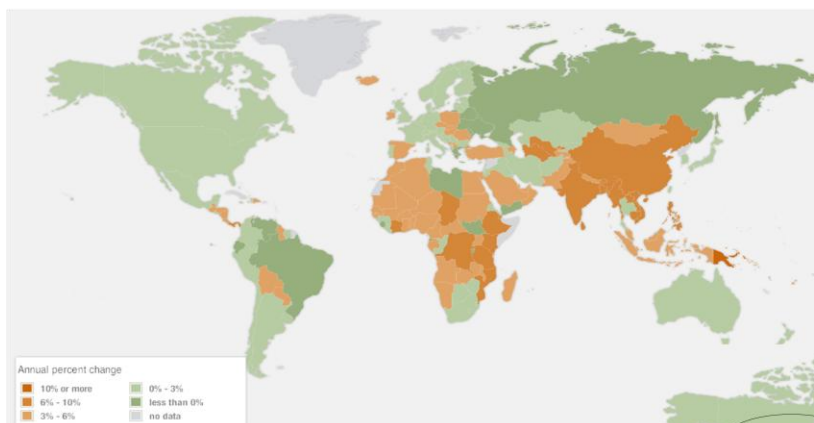 Annual percent change
10% or more
0% - 3%
6% - 10%
less than 0%
3% - 6%
no data